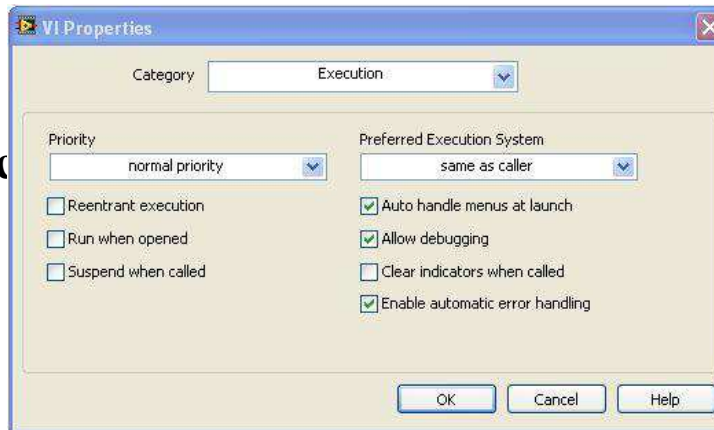 VI Properties
Category Execution
Priority
normal priority
Reentrant execution
Run when opened
Suspend when called
Preferred Execution System
same as caller
Auto handle menus at launch
Allow debugging
Clear indicators when called
Enable automatic error handling
OK Cancel Help